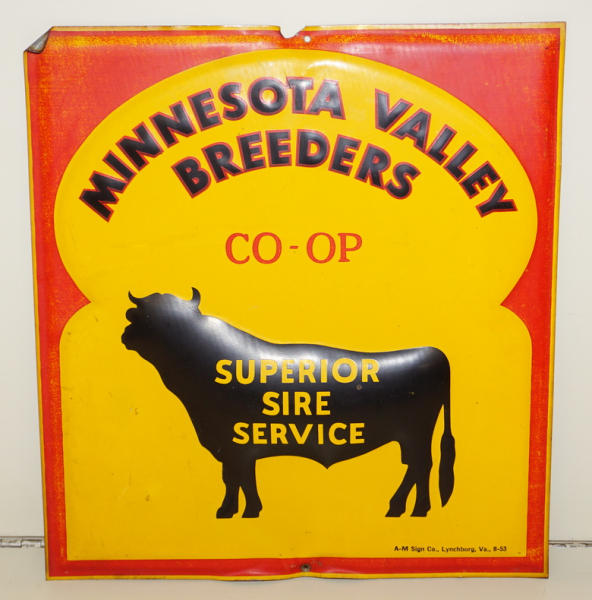 MINNESOTA VALLEY
BREEDERS
CO-OP
SUPERIOR
SIRE
SERVICE
A-M Sign Co., Lynchburg, Va., 8-53